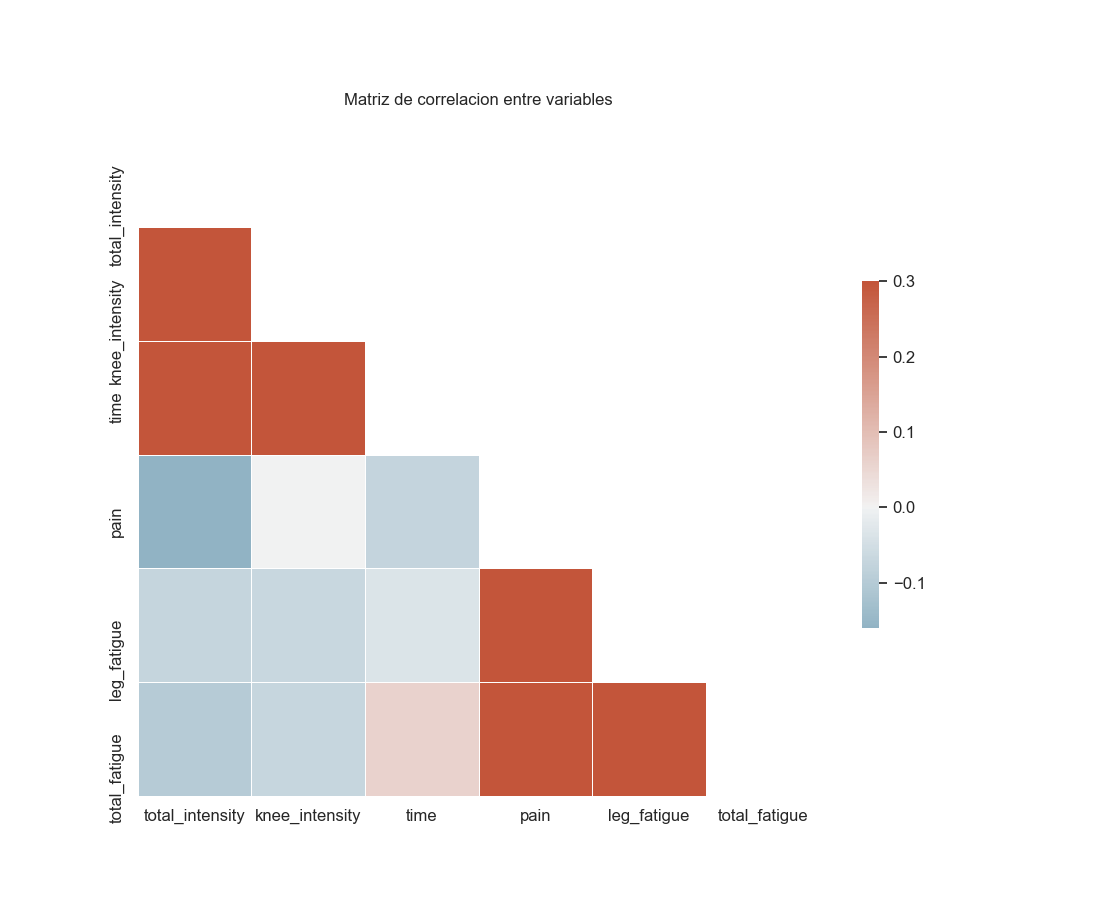 Matriz de correlacion entre variables
total_intensity
knee_intensity
time
pain
leg_fatigue
total_fatigue
total_intensity knee_intensity time pain leg_fatigue total_fatigue
0.3
0.2
0.1
0.0
−0.1